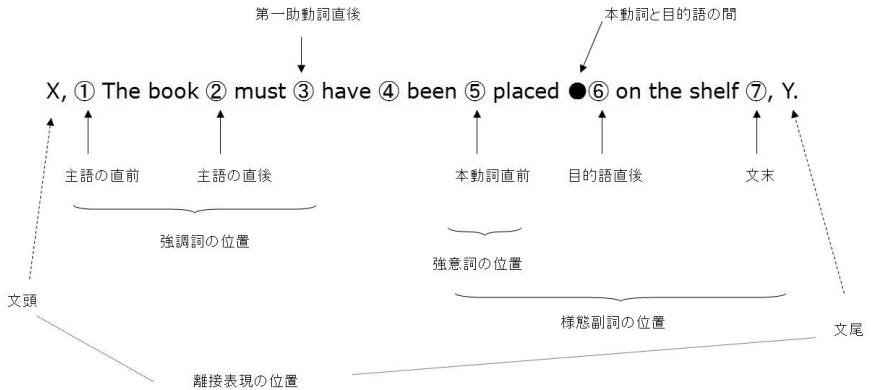 第一助動詞直後 本動詞と目的語の間
X, ① The book ② must ③ have ④ been ⑤ placed ●⑥ on the shelf ⑦, Y.
主語の直前 主語の直後 本動詞直前 目的語直後 文末
強調詞の位置
強意詞の位置
文頭
様態副詞の位置
文尾
離接表現の位置